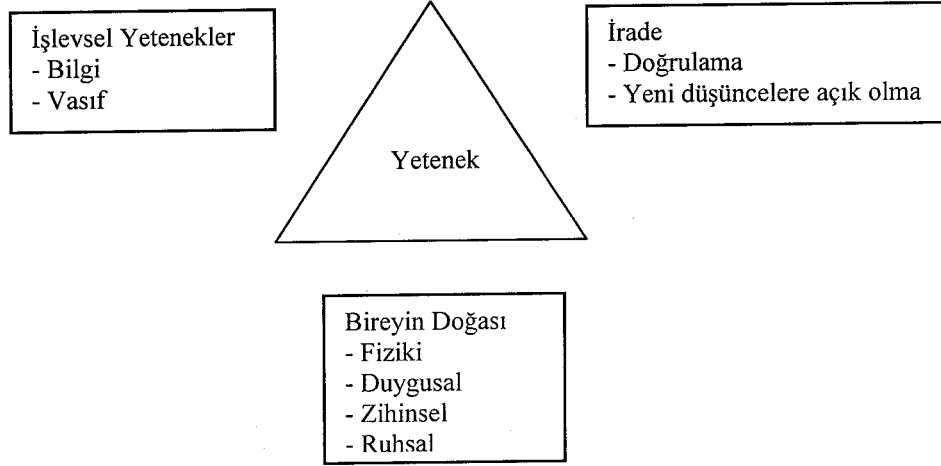 İşlevsel Yetenekler
- Bilgi
- Vasıf
İrade
- Doğrulama
- Yeni düşüncelere açık olma
Yetenek
Bireyin Doğası
- Fiziki
- Duygusal
- Zihinsel
- Ruhsal